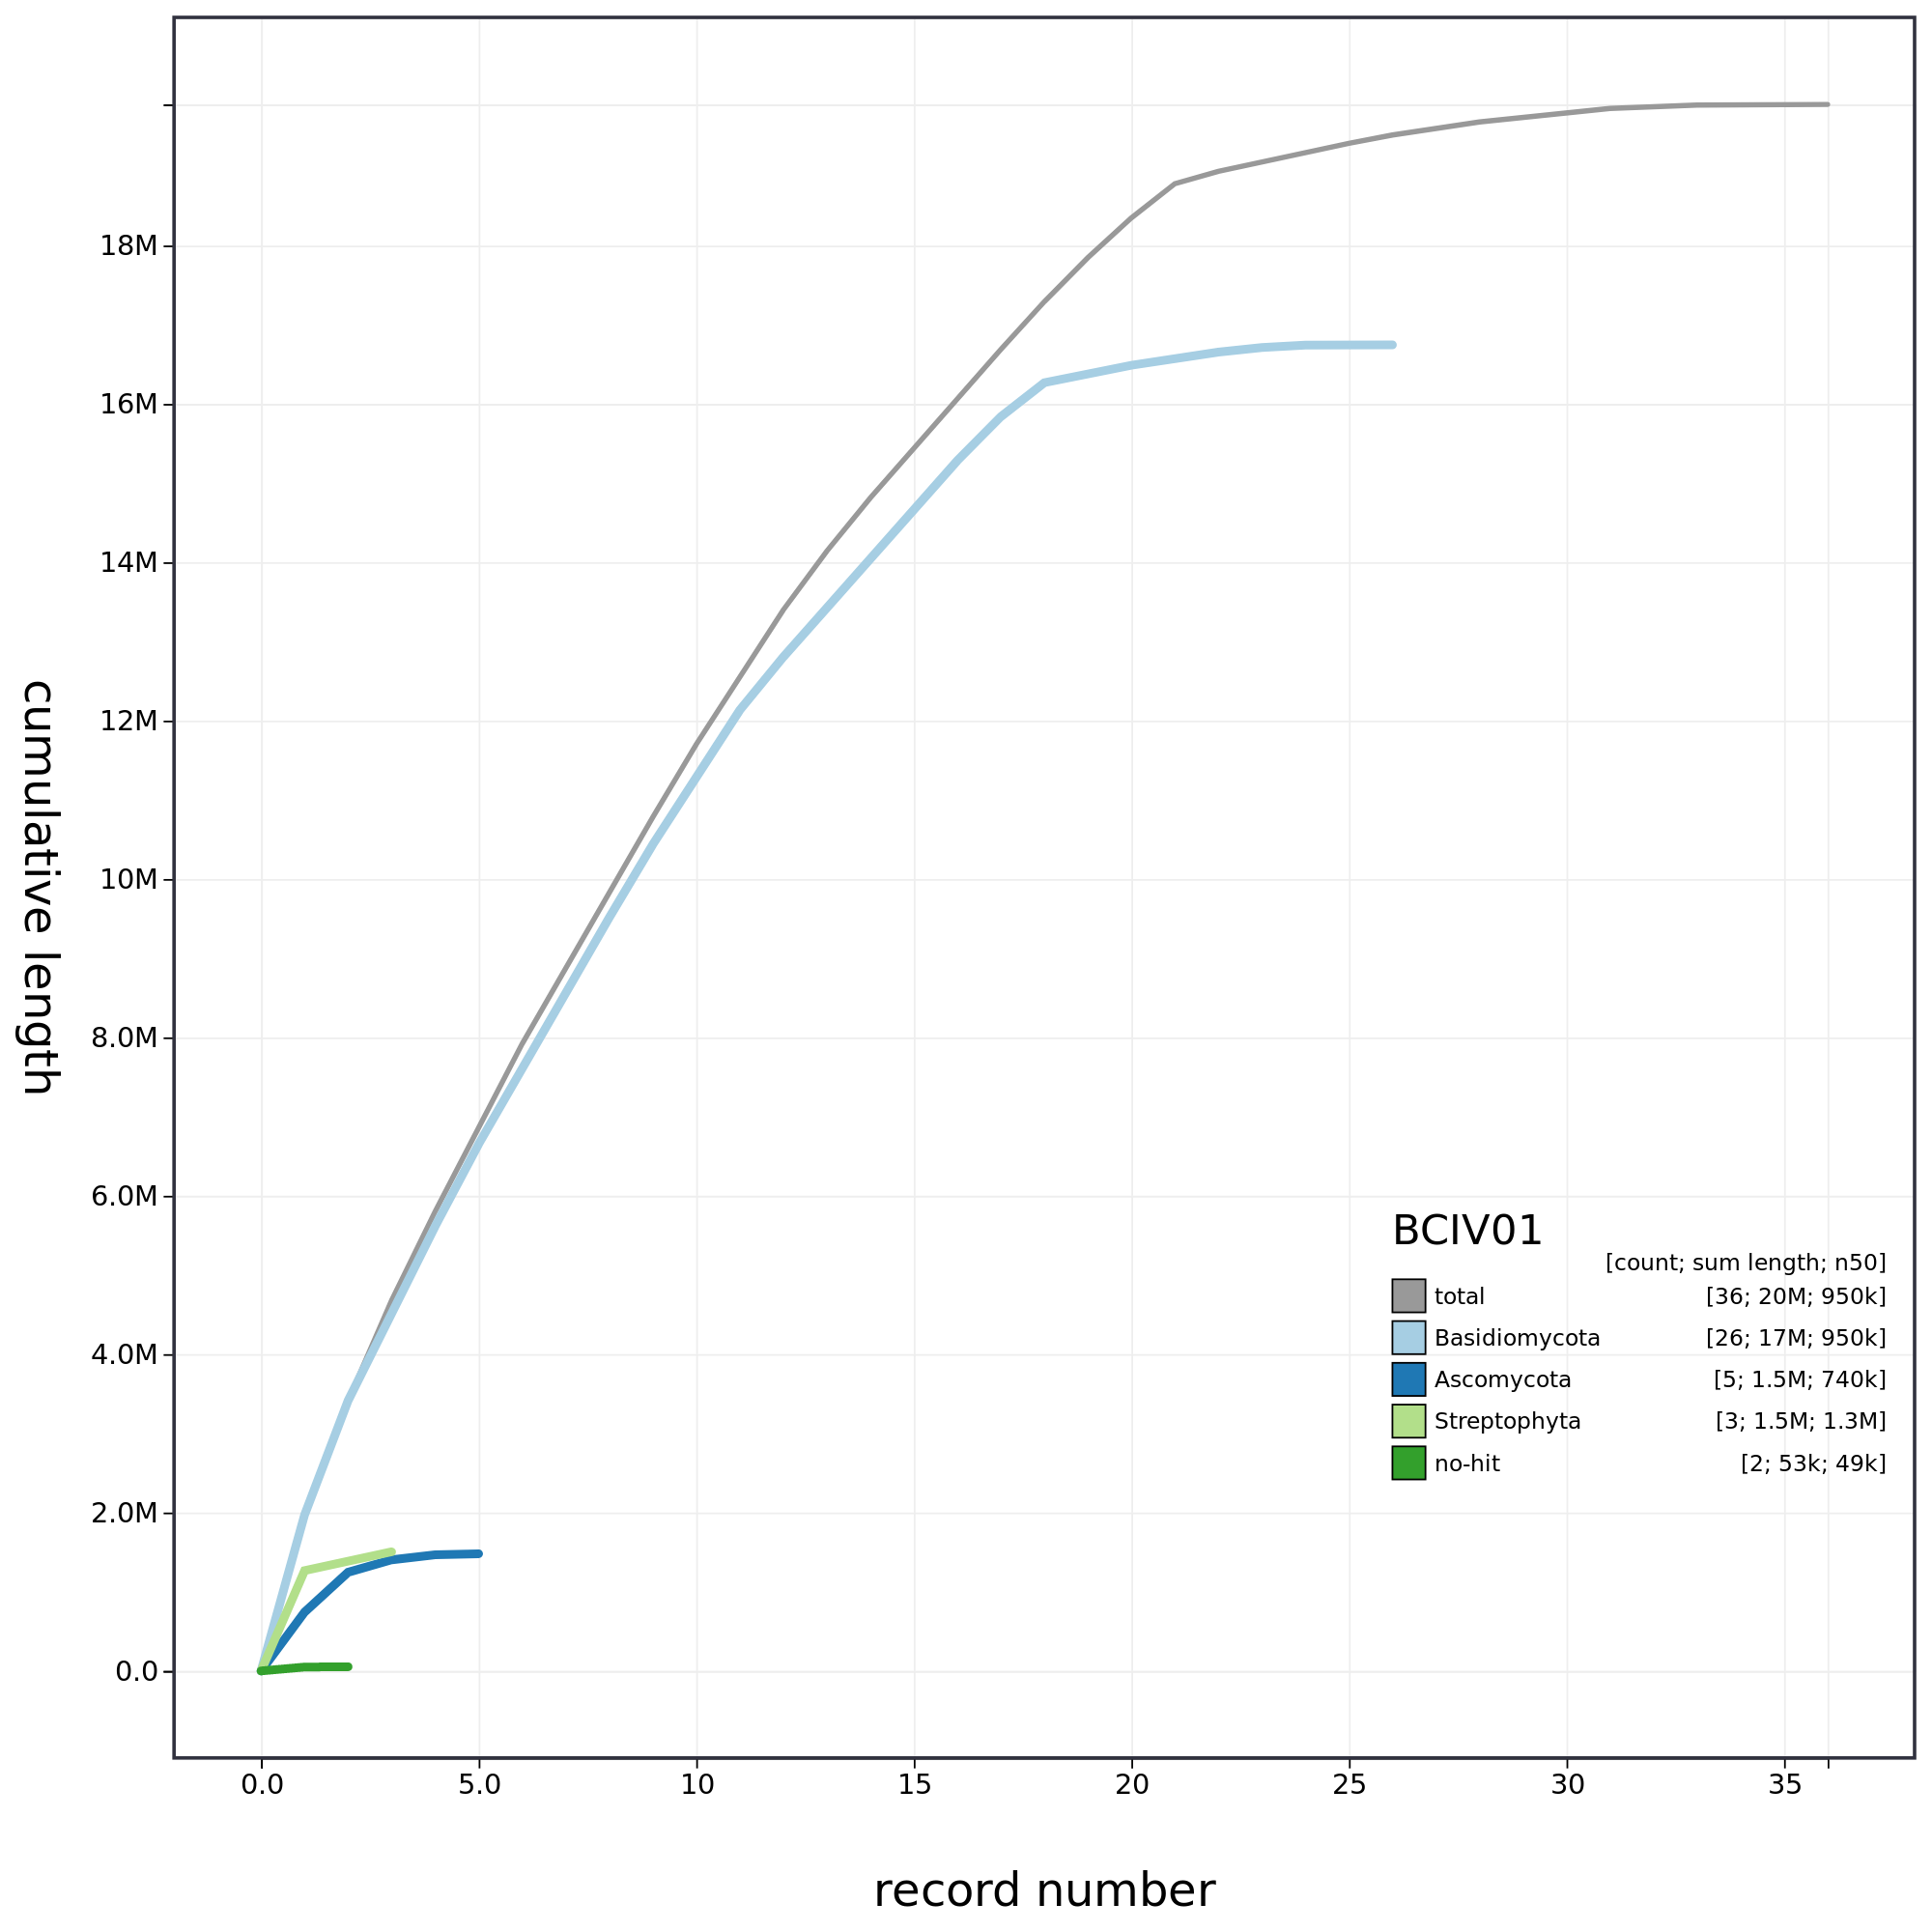 cumulative length
18M
16M
14M
12M
10M
8.0M
6.0M
4.0M
2.0M
0.0
BCIV01
[count; sum length; n50]
total [36; 20M; 950k]
Basidiomycota [26; 17M; 950k]
Ascomycota [5; 1.5M; 740k]
Streptophyta [3; 1.5M; 1.3M]
no-hit [2; 53k; 49k]
0.0 5.0 10 15 20 25 30 35
record number